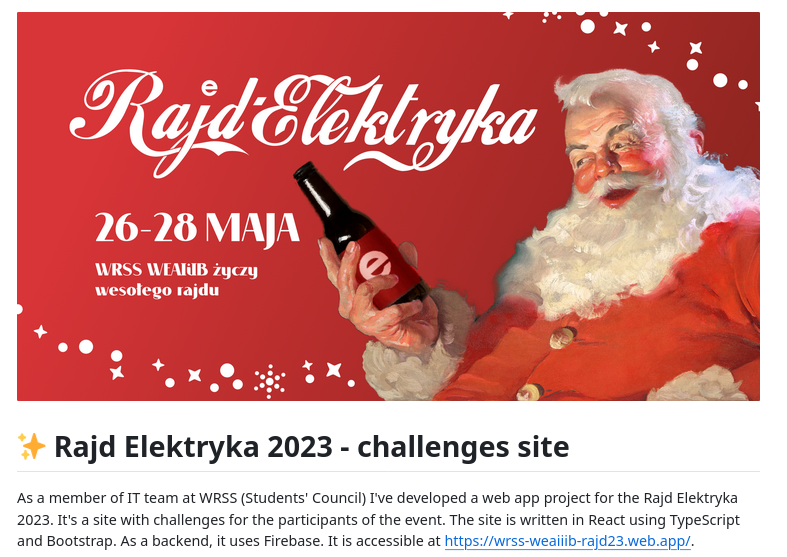 Rajd Elektryka
e
26-28 MAJA
WRSS WEAIiIB życzy
wesołego rajdu
e
Rajd Elektryka 2023 - challenges site
As a member of IT team at WRSS (Students' Council) I've developed a web app project for the Rajd Elektryka
2023. It's a site with challenges for the participants of the event. The site is written in React using TypeScript
and Bootstrap. As a backend, it uses Firebase. It is accessible at https://wrss-weaiiib-rajd23.web.app/.